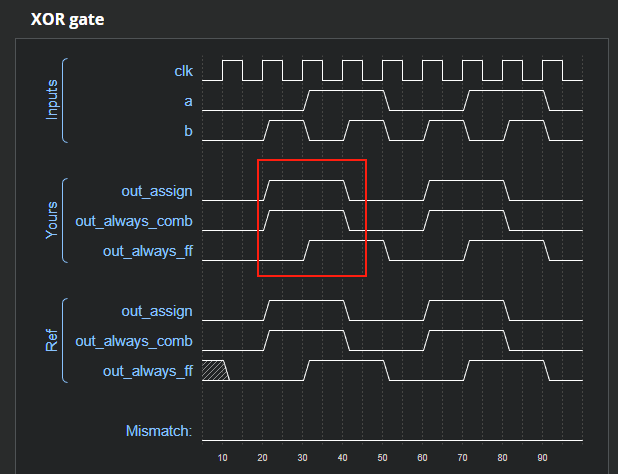 XOR gate
Inputs
clk
a
b
Yours
out_assign
out_always_comb
out_always_ff
Ref
out_assign
out_always_comb
out_always_ff
Mismatch:
10 20 30 40 50 60 70 80 90